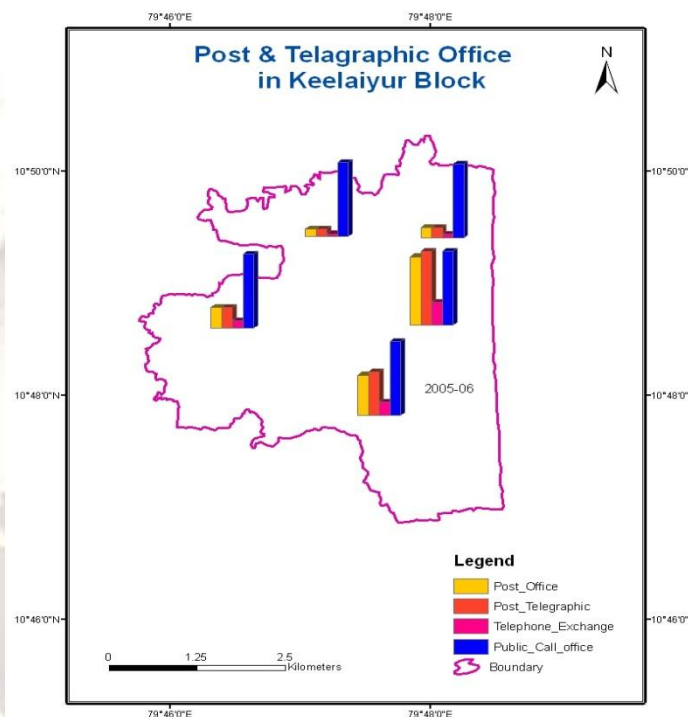 79°46'0"E
79°48'0"E
Post & Telagraphic Office
in Keelaiyur Block
N
10°50'0"N
10°50'0"N
10°48'0"N
2005-06
10°48'0"N
Legend
Post_Office
Post_Telegraphic
Telephone_Exchange
Public_Call_office
Boundary
10°46'0"N
10°46'0"N
0 1.25 2.5
Kilometers
79°46'0"E
79°48'0"E